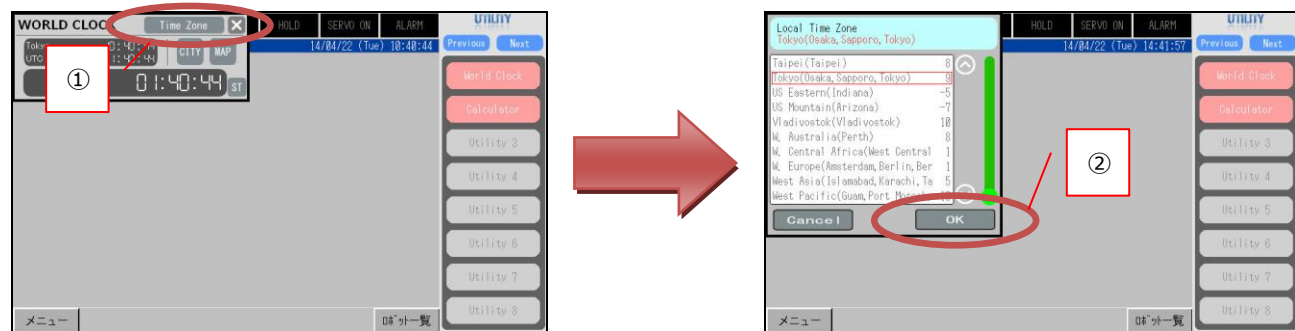 WORLD CLOCK
Time Zone
HOLD
SERVO ON
ALARM
UTILITY
14/04/22 (Tue) 10:40:44
Previous
Next
UTC
CITY
MAP
①
01:40:44
ST
World Clock
Calculator
Utility 3
Utility 4
Utility 5
Utility 6
Utility 7
Utility 8
メニュー
ロボット一覧
Local Time Zone
Tokyo(Osaka, Sapporo, Tokyo)
HOLD
SERVO ON
ALARM
UTILITY
14/04/22 (Tue) 14:41:57
Previous
Next
Taipei(Taipei) 8
Tokyo(Osaka, Sapporo, Tokyo) 9
US Eastern(Indiana) -5
US Mountain(Arizona) -7
Vladivostok(Vladivostok) 10
W. Australia(Perth) 8
W. Central Africa(West Central 1
W. Europe(Amsterdam, Berlin, Ber 1
West Asia(Islamabad, Karachi, Ta 5
West Pacific(Guam, Port
②
Cancel
OK
World Clock
Calculator
Utility 3
Utility 4
Utility 5
Utility 6
Utility 7
Utility 8
メニュー
ロボット一覧